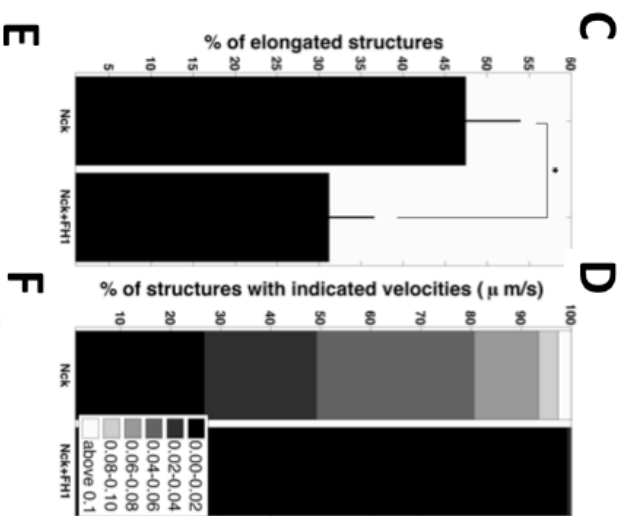 C
% of elongated structures
5 10 15 20 25 30 35 40 45 50 55 60
*
Nck
Nck+FH1
E
D
% of structures with indicated velocities ( μ m/s)
10 20 30 40 50 60 70 80 90 100
Nck
Nck+FH1
0.00-0.02
0.02-0.04
0.04-0.06
0.06-0.08
0.08-0.10
above 0.1
F